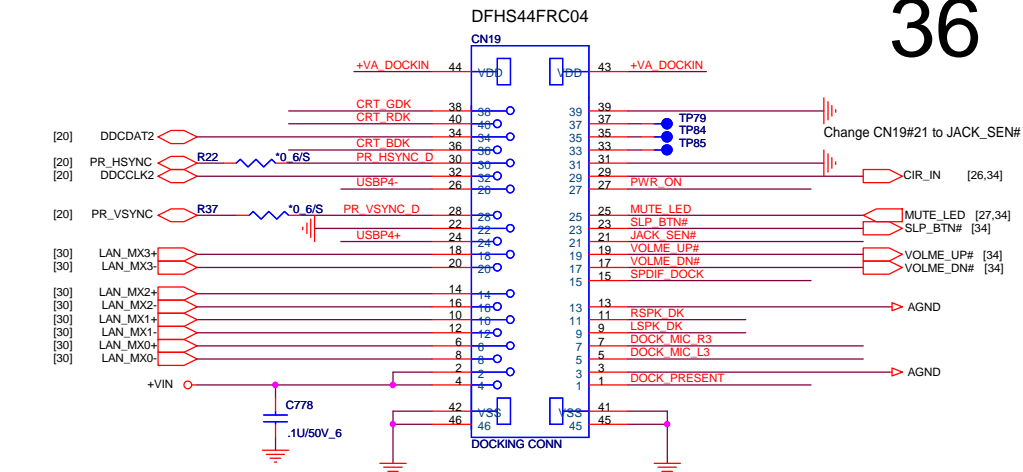 DFHS44FRC04
36
CN19
+VA_DOCKIN 44 VDD VDD 43 +VA_DOCKIN
CRT_GDK 38 38 39 39
CRT_RDK 40 40 37 37 TP79
[20] DDCDAT2 34 34 35 35 TP84
Change CN19#21 to JACK_SEN#
CRT_BDK 36 36 33 33 TP85
[20] PR_HSYNC R22 *0_6/S PR_HSYNC_D 30 30 31 31
[20] DDCCLK2 32 32 29 29 CIR_IN [26,34]
USBP4- 26 26 27 27 PWR_ON
[20] PR_VSYNC R37 *0_6/S PR_VSYNC_D 28 28 25 25 MUTE_LED MUTE_LED [27,34]
22 22 23 23 SLP_BTN# SLP_BTN# [34]
USBP4+ 24 24 21 21 JACK_SEN#
[30] LAN_MX3+ 18 18 19 19 VOLME_UP# VOLME_UP# [34]
[30] LAN_MX3- 20 20 17 17 VOLME_DN# VOLME_DN# [34]
15 15 SPDIF_DOCK
[30] LAN_MX2+ 14 14
[30] LAN_MX2- 16 16 13 13 AGND
[30] LAN_MX1+ 10 10 11 11 RSPK_DK
[30] LAN_MX1- 12 12 9 9 LSPK_DK
[30] LAN_MX0+ 6 6 7 7 DOCK_MIC_R3
[30] LAN_MX0- 8 8 5 5 DOCK_MIC_L3
2 2 3 3 AGND
+VIN 4 4 1 1 DOCK_PRESENT
C778
.1U/50V_6
42 VSS VSS 41
46 46 45 45
DOCKING CONN